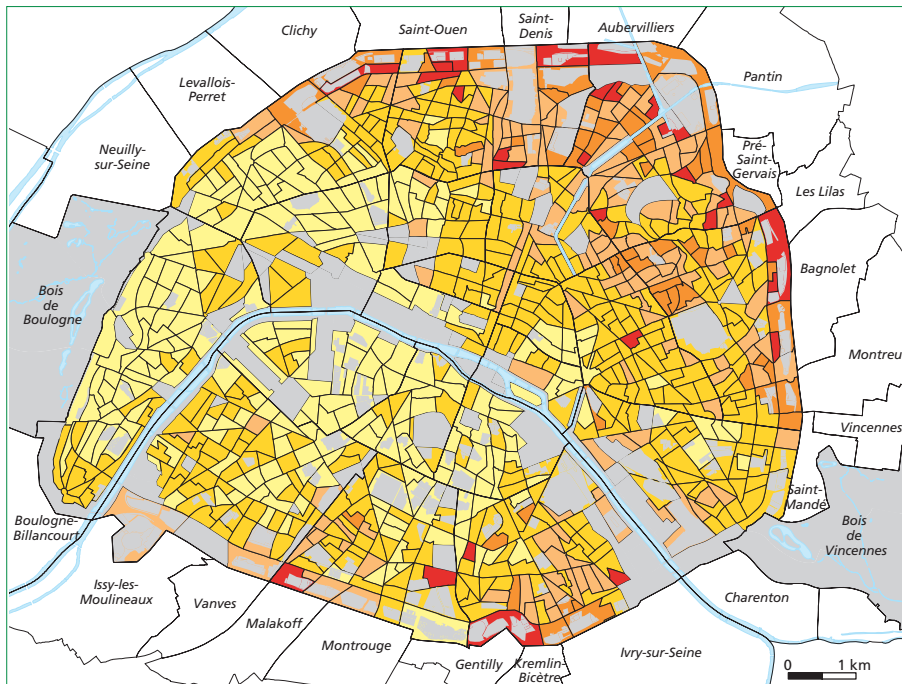 Clichy
Saint-Ouen
Saint-
Denis
Aubervilliers
Levallois-
Perret
Pantin
Neuilly-
sur-Seine
Pré-
Saint-
Gervais
Les Lilas
Bagnolet
Bois
de
Boulogne
Montreu
Vincennes
Saint-
Mandé
Bois
de
Vincennes
Boulogne-
Billancourt
Issy-les-
Moulineaux
Vanves
Malakoff
Montrouge
Gentilly
Kremlin-
Bicètre
Ivry-sur-Seine
Charenton
0 1 km